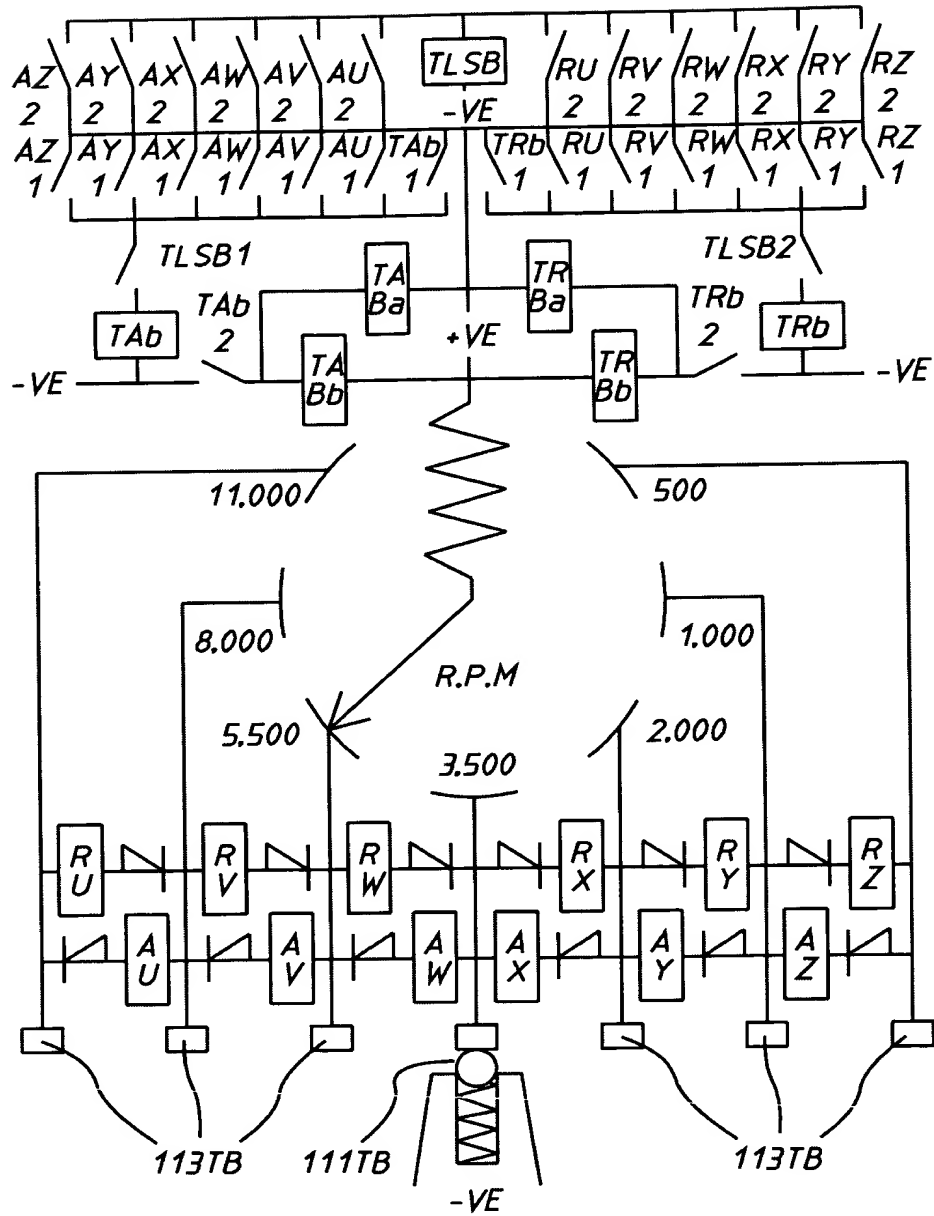 AZ 2 AY 2 AX 2 AW 2 AV 2 AU 2 TLSB -VE RU 2 RV 2 RW 2 RX 2 RY 2 RZ 2
AZ 1 AY 1 AX 1 AW 1 AV 1 AU 1 TAb 1 TRb 1 RU 1 RV 1 RW 1 RX 1 RY 1 RZ 1
TLSB1 TLSB2
TA Ba TR Ba
TAb TAb 2 +VE TRb 2 TRb
-VE TA Bb TR Bb -VE
11.000 500
8.000 1.000
R.P.M
5.500 2.000
3.500
RU RV RW RX RY RZ
AU AV AW AX AY AZ
113TB 111TB 113TB
-VE